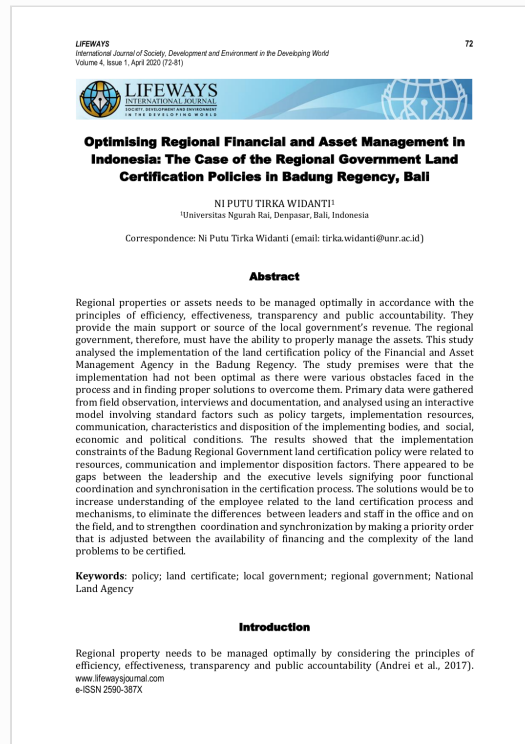 LIFEWAYS 72
International Journal of Society, Development and Environment in the Developing World
Volume 4, Issue 1, April 2020 (72-81)
LIFEWAYS
INTERNATIONAL JOURNAL
SOCIETY, DEVELOPMENT AND ENVIRONMENT
IN THE DEVELOPING WORLD
Optimising Regional Financial and Asset Management in
Indonesia: The Case of the Regional Government Land
Certification Policies in Badung Regency, Bali
NI PUTU TIRKA WIDANTI¹
¹Universitas Ngurah Rai, Denpasar, Bali, Indonesia
Correspondence: Ni Putu Tirka Widanti (email: tirka.widanti@unr.ac.id)
Abstract
Regional properties or assets needs to be managed optimally in accordance with the
principles of efficiency, effectiveness, transparency and public accountability. They
provide the main support or source of the local government's revenue. The regional
government, therefore, must have the ability to properly manage the assets. This study
analysed the implementation of the land certification policy of the Financial and Asset
Management Agency in the Badung Regency. The study premises were that the
implementation had not been optimal as there were various obstacles faced in the
process and in finding proper solutions to overcome them. Primary data were gathered
from field observation, interviews and documentation, and analysed using an interactive
model involving standard factors such as policy targets, implementation resources,
communication, characteristics and disposition of the implementing bodies, and social,
economic and political conditions. The results showed that the implementation
constraints of the Badung Regional Government land certification policy were related to
resources, communication and implementor disposition factors. There appeared to be
gaps between the leadership and the executive levels signifying poor functional
coordination and synchronisation in the certification process. The solutions would be to
increase understanding of the employee related to the land certification process and
mechanisms, to eliminate the differences between leaders and staff in the office and on
the field, and to strengthen coordination and synchronization by making a priority order
that is adjusted between the availability of financing and the complexity of the land
problems to be certified.
Keywords: policy; land certificate; local government; regional government; National
Land Agency
Introduction
Regional property needs to be managed optimally by considering the principles of
efficiency, effectiveness, transparency and public accountability (Andrei et al., 2017).
www.lifewaysjournal.com
e-ISSN 2590-387X